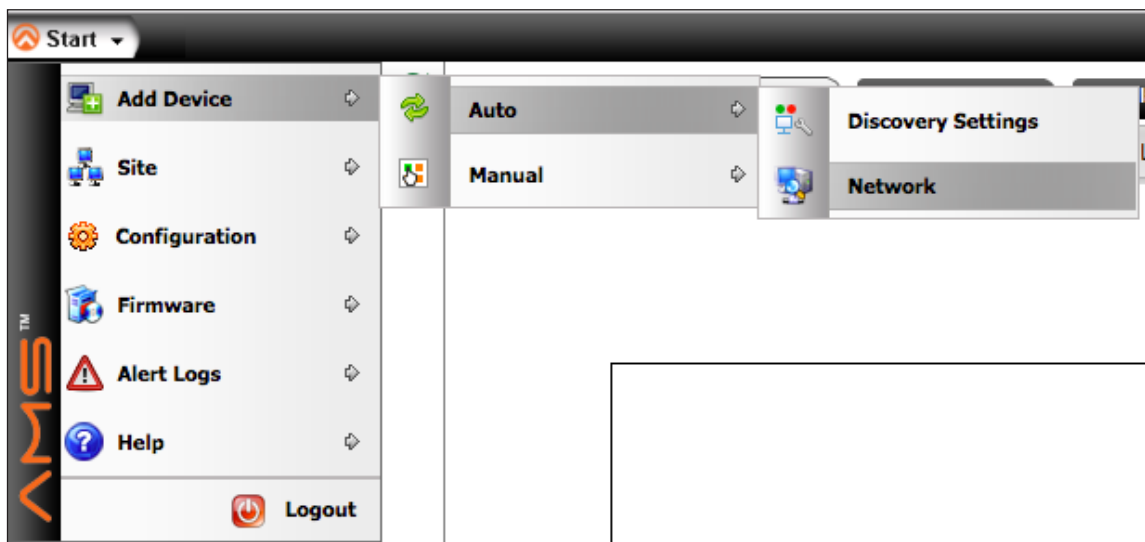 Start
Add Device
Auto
Discovery Settings
Manual
Network
Site
Configuration
Firmware
Alert Logs
Help
Logout
AMS™